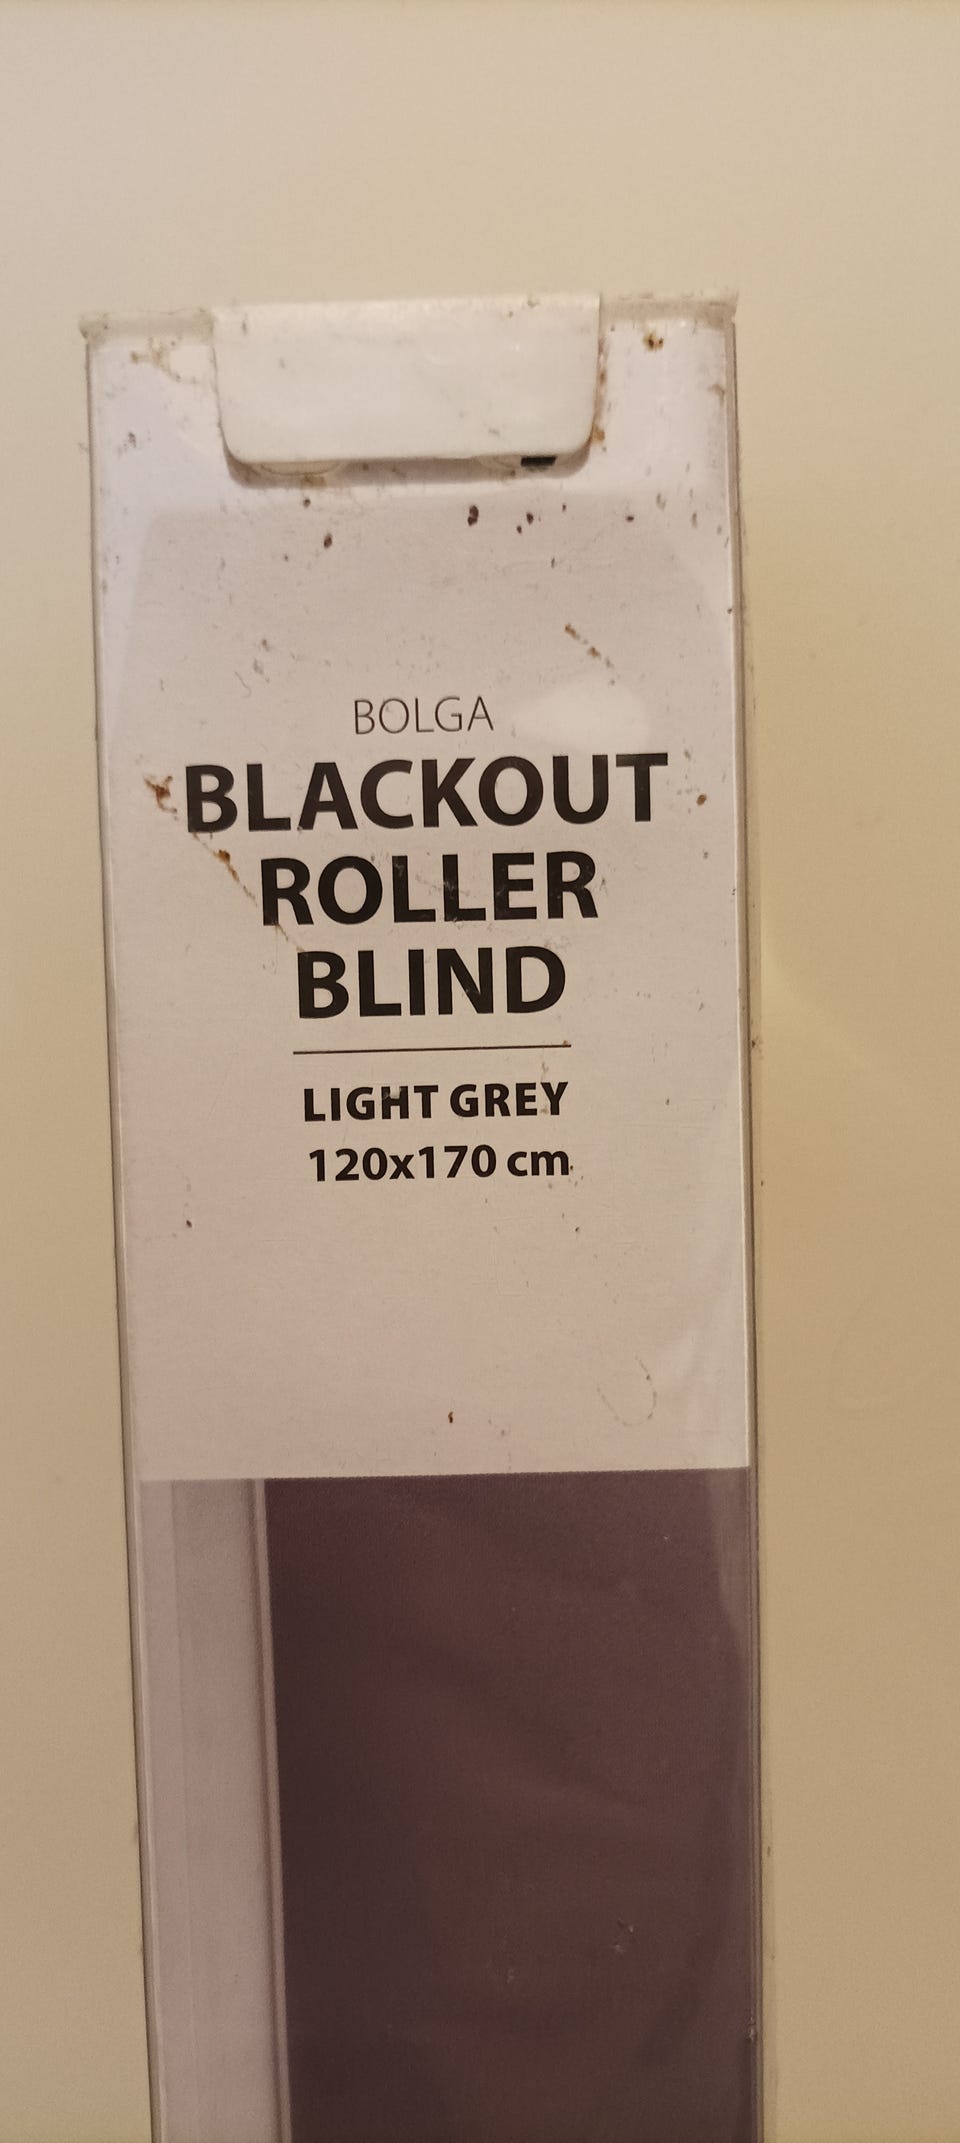 BOLGA
BLACKOUT
ROLLER
BLIND
LIGHT GREY
120x170 cm